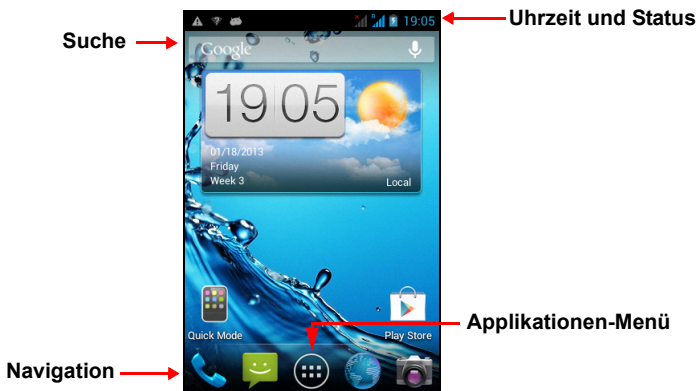 19:05
Uhrzeit und Status
Suche
Google
19 05
01/18/2013
Friday
Week 3
Local
Quick Mode
Play Store
Applikationen-Menü
Navigation